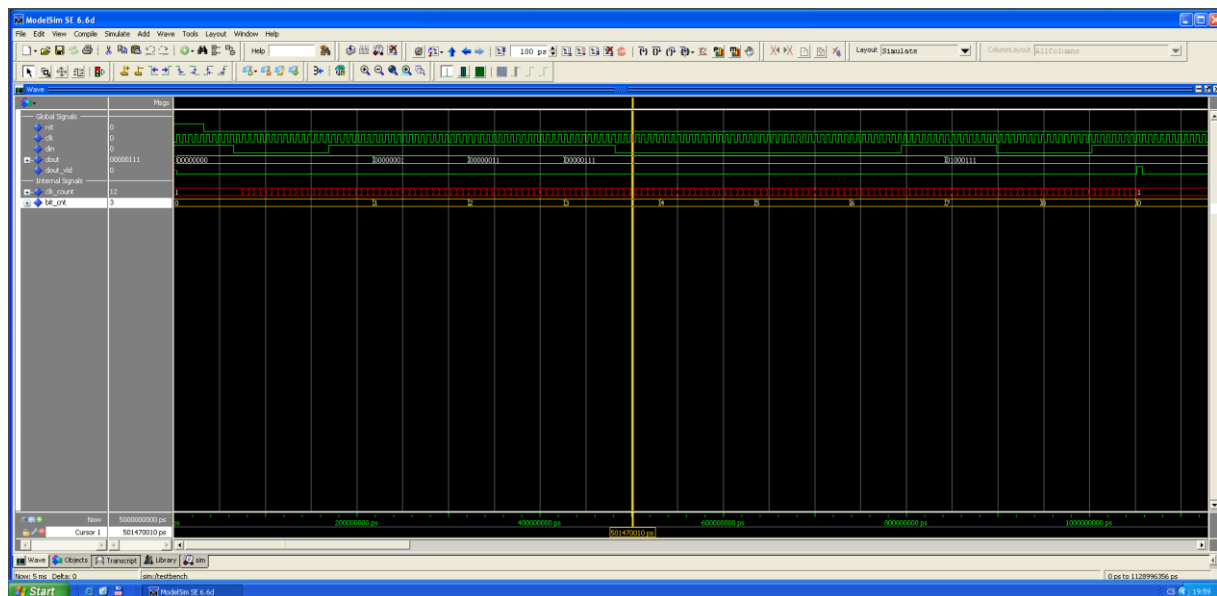 ModelSim SE 6.6d
File Edit View Compile Simulate Add Wave Tools Layout Window Help
Help 100 ps Layout Simulate ColumnLayout AllColumns
Wave
Msgs
Global Signals
rst 0
clk 0
din 0
dout 00000111 00000000 00000001 00000011 00000111 01000111
dout_vld 0
Internal Signals
clk_count 12 1 1
bit_cnt 3 0 1 2 3 4 5 6 7 8 0
Now 5000000000 ps ps 200000000 ps 400000000 ps 600000000 ps 800000000 ps 1000000000 ps
Cursor 1 501470010 ps 501470010 ps
Wave Objects Transcript Library sim
Now: 5 ms Delta: 0 sim:/testbench 0 ps to 1128996356 ps
Start ModelSim SE 6.6d CS 19:59